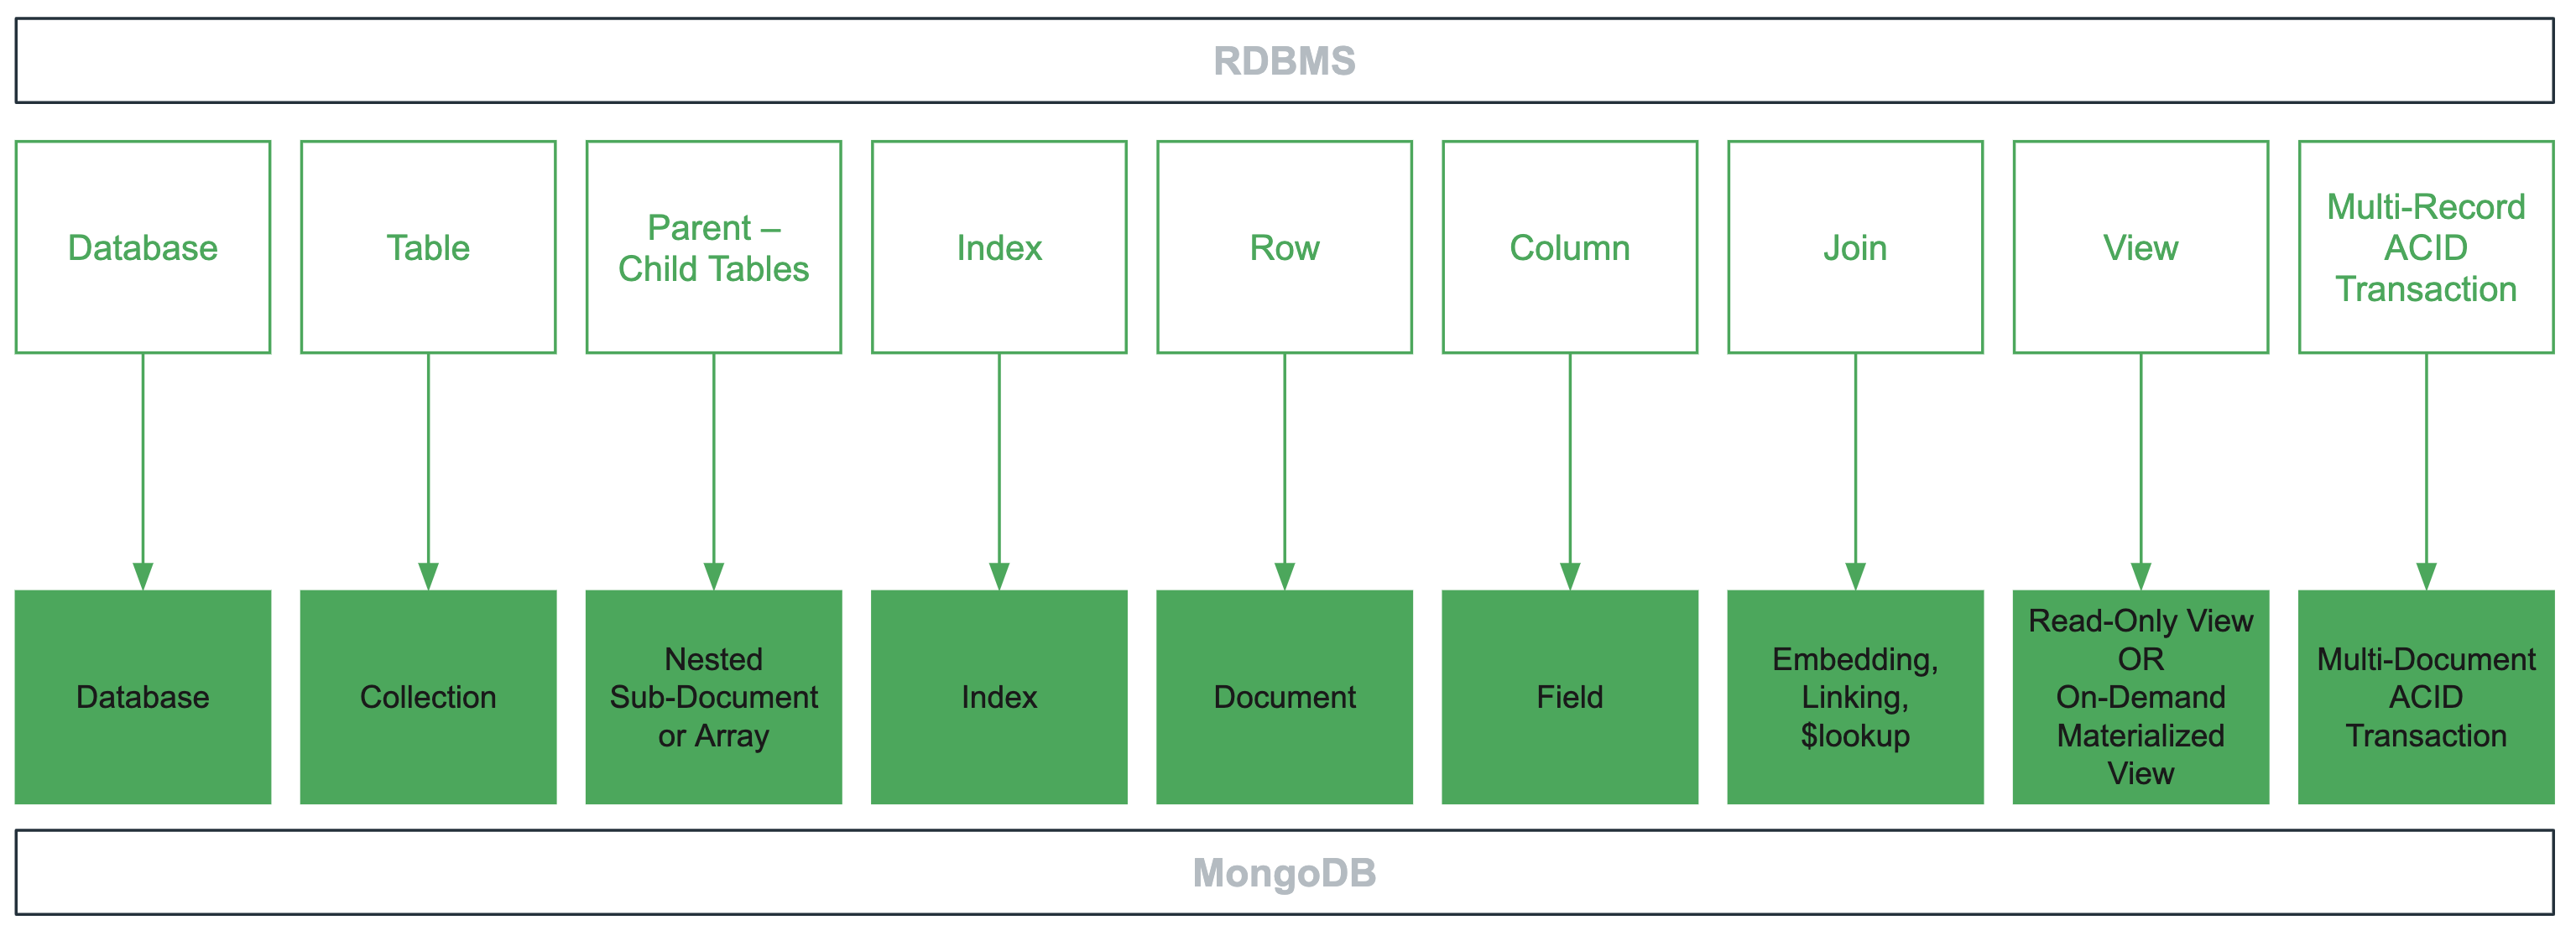 RDBMS
Database
Table
Parent –
Child Tables
Index
Row
Column
Join
View
Multi-Record
ACID
Transaction
Database
Collection
Nested
Sub-Document
or Array
Index
Document
Field
Embedding,
Linking,
$lookup
Read-Only View
OR
On-Demand
Materialized
View
Multi-Document
ACID
Transaction
MongoDB